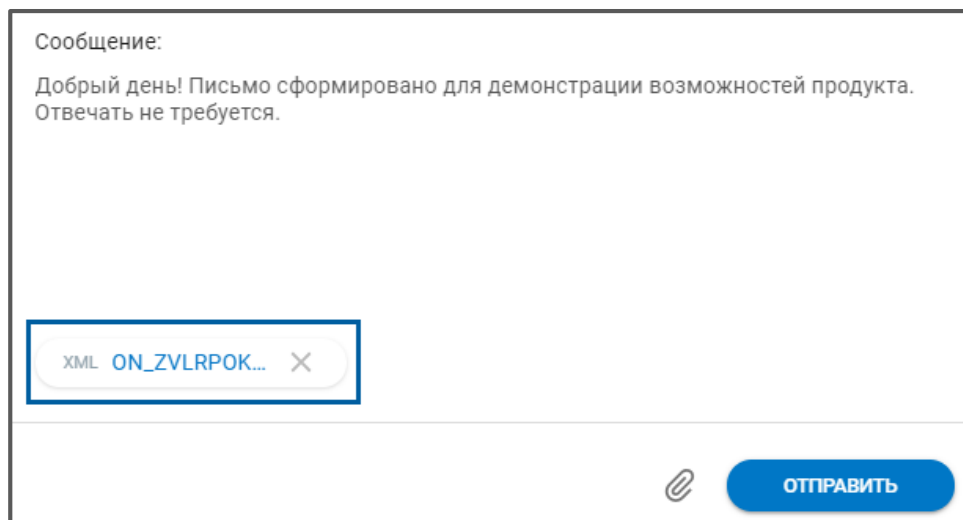 Сообщение:
Добрый день! Письмо сформировано для демонстрации возможностей продукта.
Отвечать не требуется.
XML ON_ZVLRPOK...
ОТПРАВИТЬ